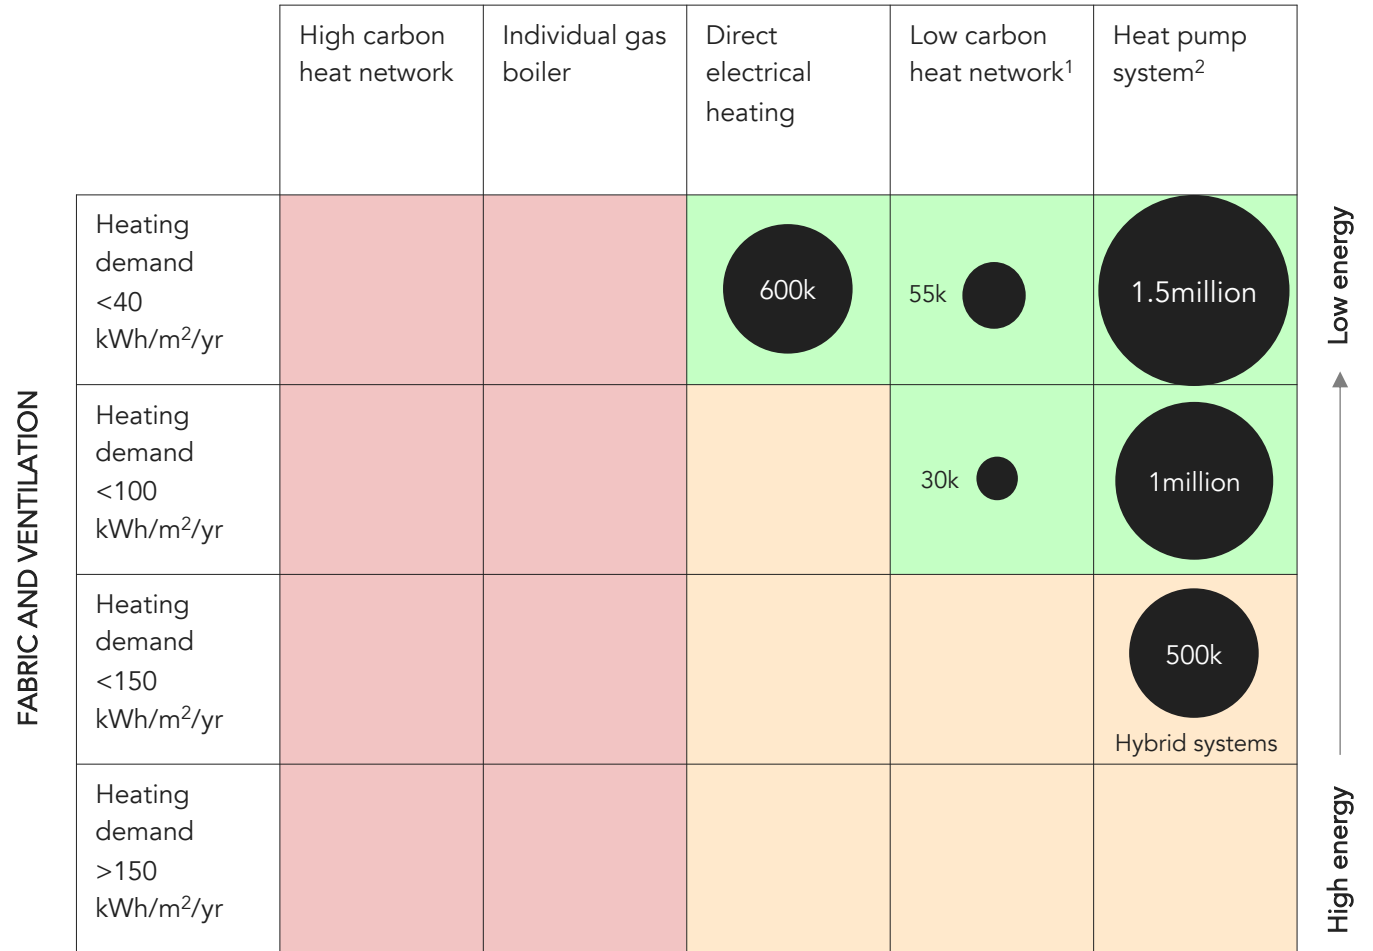 High carbon
heat network
Individual gas
boiler
Direct
electrical
heating
Low carbon
heat network¹
Heat pump
system²
FABRIC AND VENTILATION
Heating
demand
<40
kWh/m²/yr
600k
55k
1.5million
Heating
demand
<100
kWh/m²/yr
30k
1million
Heating
demand
<150
kWh/m²/yr
500k
Hybrid systems
Heating
demand
>150
kWh/m²/yr
Low energy
High energy